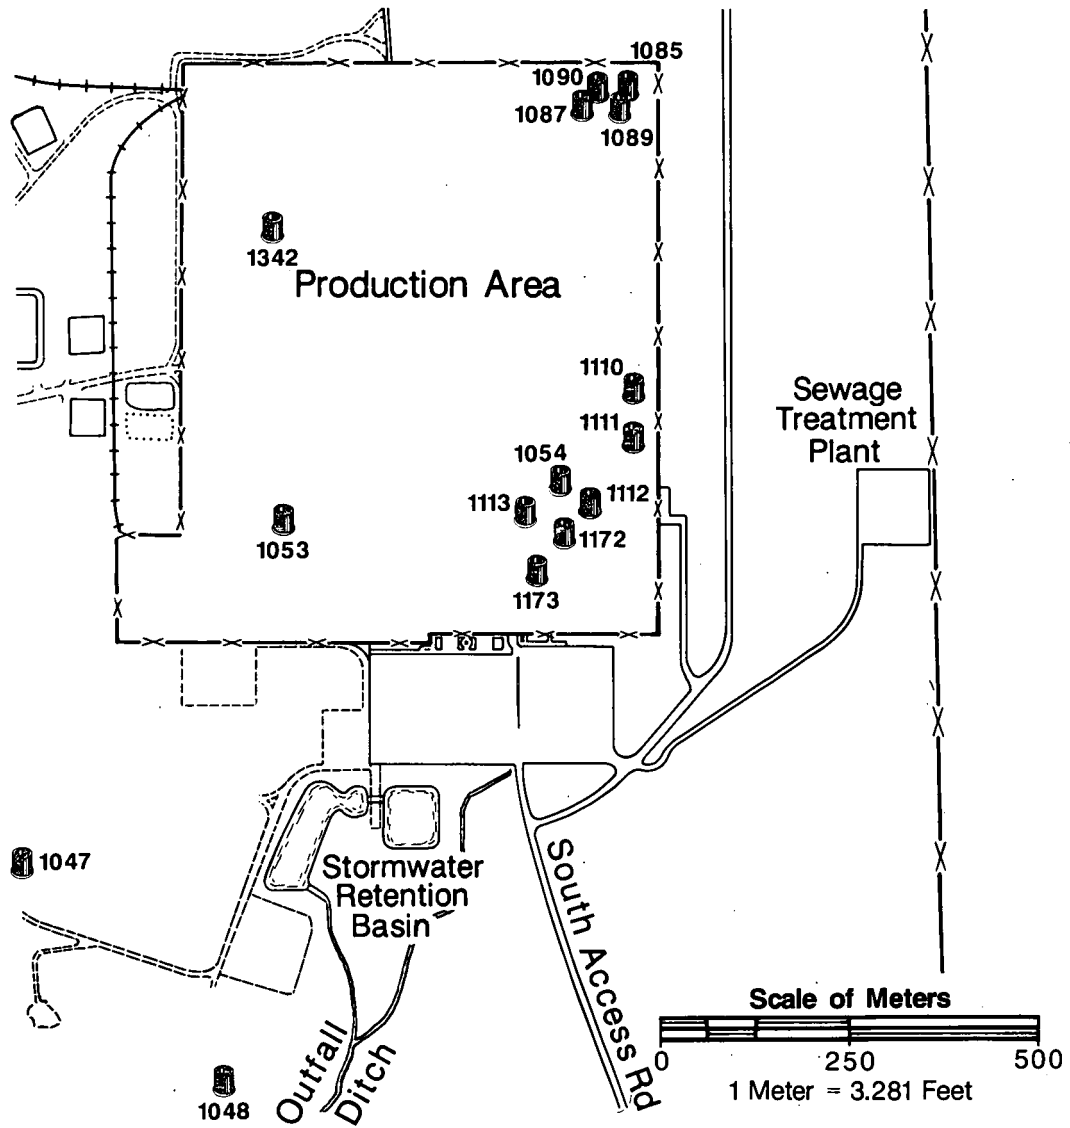 1085
1090
1087
1089
1342
Production Area
1110
1111
Sewage
Treatment
Plant
1054
1112
1113
1172
1053
1173
1047
Stormwater
Retention
Basin
South Access Rd
Outfall
Ditch
1048
Scale of Meters
0 250 500
1 Meter = 3.281 Feet